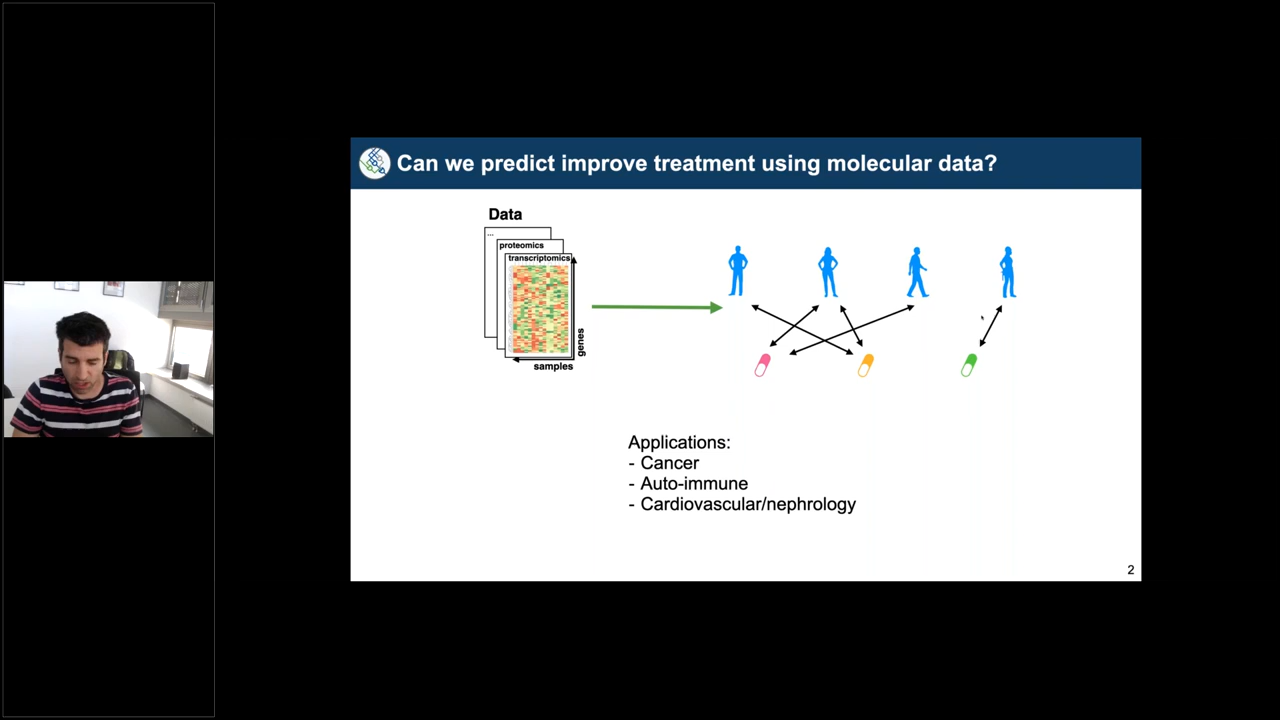 Can we predict improve treatment using molecular data?
Data
...
proteomics
transcriptomics
genes
samples
Applications:
- Cancer
- Auto-immune
- Cardiovascular/nephrology
2